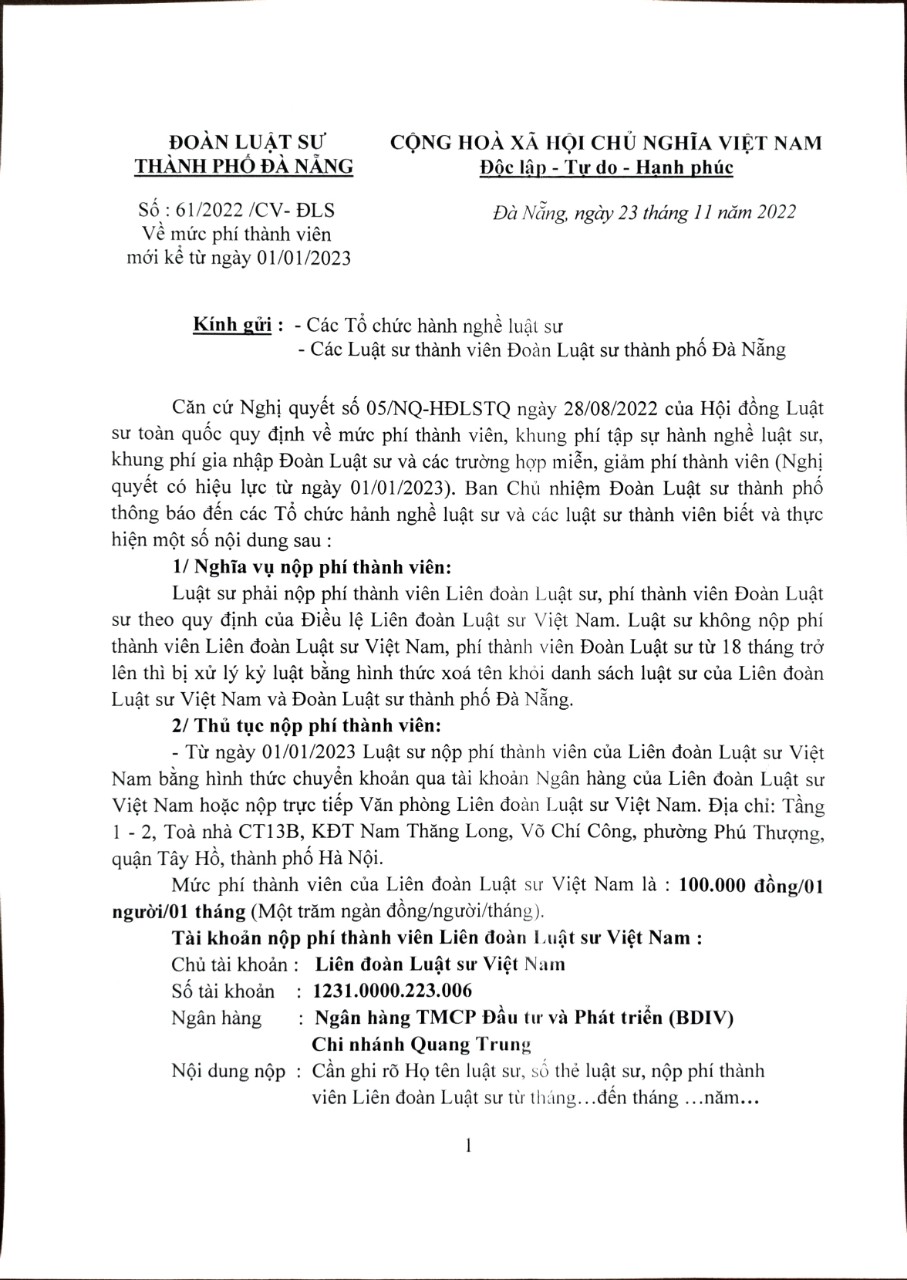 ĐOÀN LUẬT SƯ
THÀNH PHỐ ĐÀ NẴNG
CỘNG HOÀ XÃ HỘI CHỦ NGHĨA VIỆT NAM
Độc lập - Tự do - Hạnh phúc
Số : 61/2022 /CV- ĐLS
Về mức phí thành viên
mới kể từ ngày 01/01/2023
Đà Nẵng, ngày 23 tháng 11 năm 2022
Kính gửi : - Các Tổ chức hành nghề luật sư
- Các Luật sư thành viên Đoàn Luật sư thành phố Đà Nẵng
Căn cứ Nghị quyết số 05/NQ-HĐLSTQ ngày 28/08/2022 của Hội đồng Luật
sư toàn quốc quy định về mức phí thành viên, khung phí tập sự hành nghề luật sư,
khung phí gia nhập Đoàn Luật sư và các trường hợp miễn, giảm phí thành viên (Nghị
quyết có hiệu lực từ ngày 01/01/2023). Ban Chủ nhiệm Đoàn Luật sư thành phố
thông báo đến các Tổ chức hảnh nghề luật sư và các luật sư thành viên biết và thực
hiện một số nội dung sau :
1/ Nghĩa vụ nộp phí thành viên:
Luật sư phải nộp phí thành viên Liên đoàn Luật sư, phí thành viên Đoàn Luật
sư theo quy định của Điều lệ Liên đoàn Luật sư Việt Nam. Luật sư không nộp phí
thành viên Liên đoàn Luật sư Việt Nam, phí thành viên Đoàn Luật sư từ 18 tháng trở
lên thì bị xử lý kỷ luật bằng hình thức xoá tên khỏi danh sách luật sư của Liên đoàn
Luật sư Việt Nam và Đoàn Luật sư thành phố Đà Nẵng.
2/ Thủ tục nộp phí thành viên:
- Từ ngày 01/01/2023 Luật sư nộp phí thành viên của Liên đoàn Luật sư Việt
Nam bằng hình thức chuyển khoản qua tài khoản Ngân hàng của Liên đoàn Luật sư
Việt Nam hoặc nộp trực tiếp Văn phòng Liên đoàn Luật sư Việt Nam. Địa chỉ: Tầng
1 - 2, Toà nhà CT13B, KĐT Nam Thăng Long, Võ Chí Công, phường Phú Thượng,
quận Tây Hồ, thành phố Hà Nội.
Mức phí thành viên của Liên đoàn Luật sư Việt Nam là : 100.000 đồng/01
người/01 tháng (Một trăm ngàn đồng/người/tháng).
Tài khoản nộp phí thành viên Liên đoàn Luật sư Việt Nam :
Chủ tài khoản : Liên đoàn Luật sư Việt Nam
Số tài khoản : 1231.0000.223.006
Ngân hàng : Ngân hàng TMCP Đầu tư và Phát triển (BDIV)
Chi nhánh Quang Trung
Nội dung nộp : Cần ghi rõ Họ tên luật sư, số thẻ luật sư, nộp phí thành
viên Liên đoàn Luật sư từ tháng…đến tháng …năm…
1